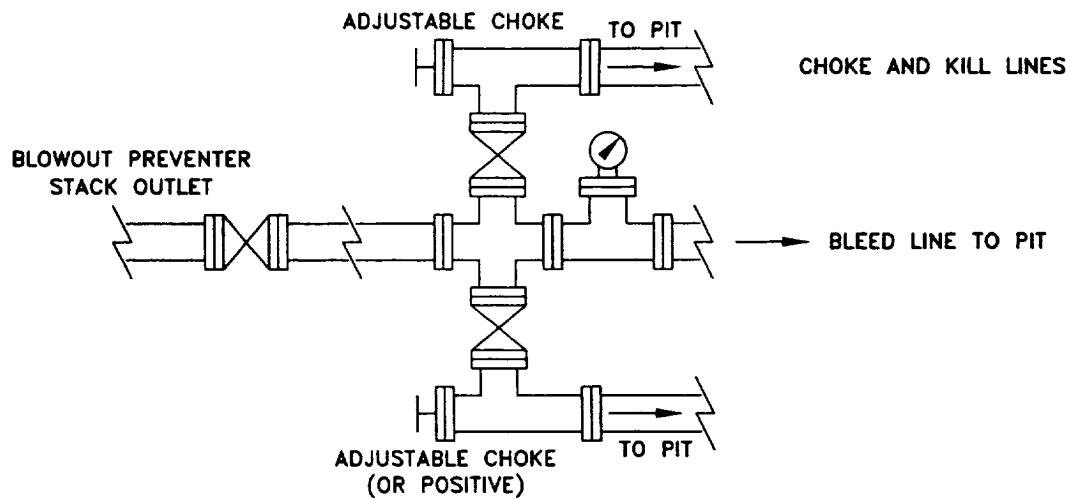 ADJUSTABLE CHOKE
TO PIT
CHOKE AND KILL LINES
BLOWOUT PREVENTER
STACK OUTLET
BLEED LINE TO PIT
TO PIT
ADJUSTABLE CHOKE
(OR POSITIVE)